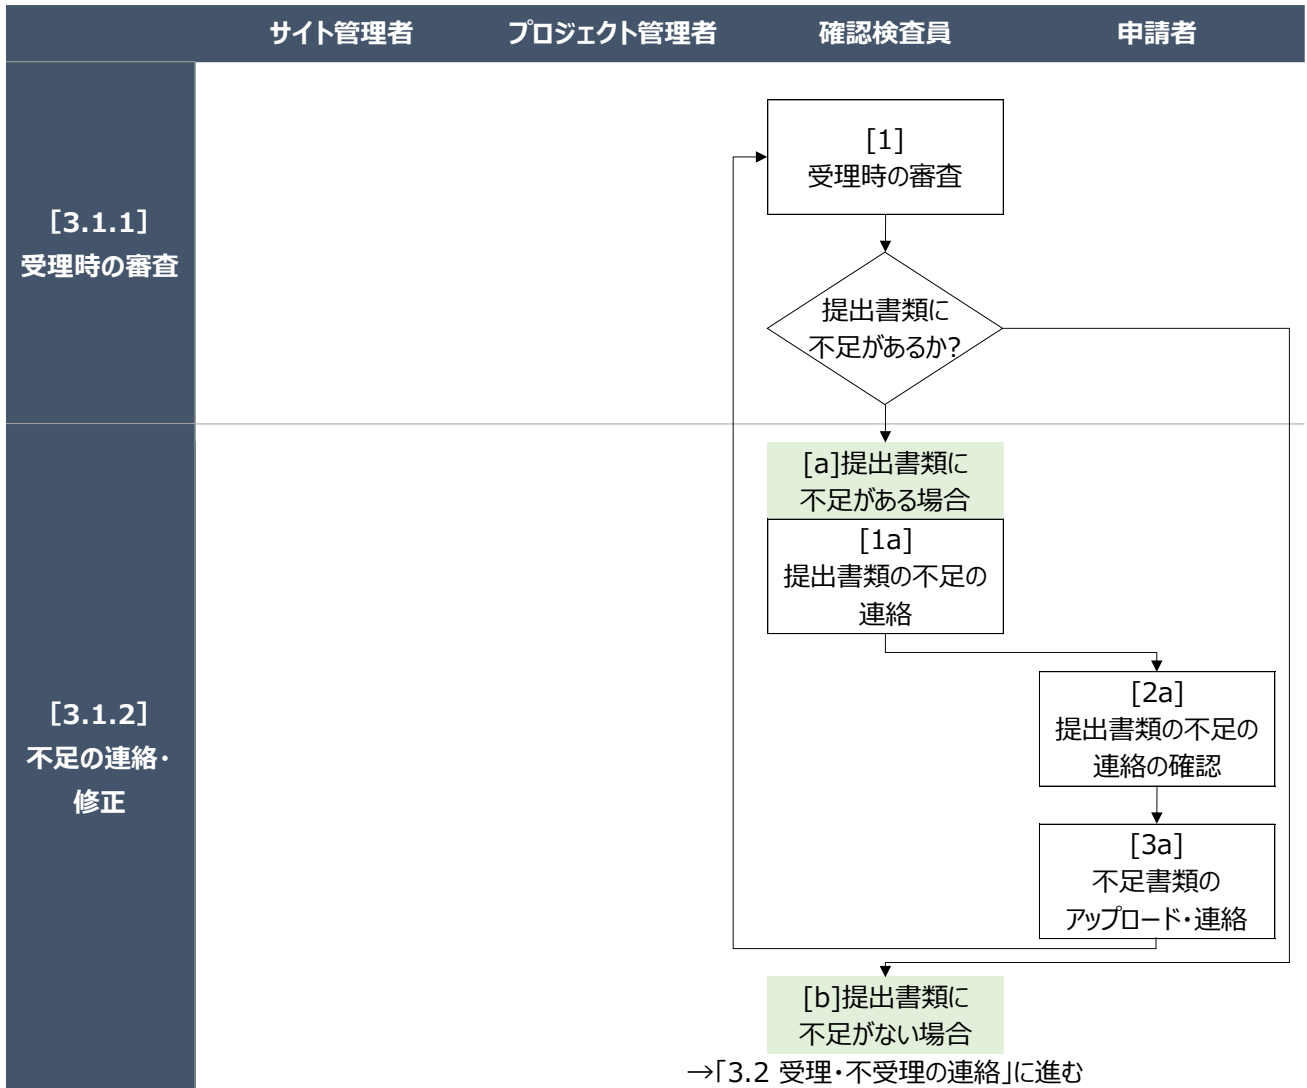 サイト管理者
プロジェクト管理者
確認検査員
申請者
[3.1.1]
受理時の審査
[1]
受理時の審査
提出書類に
不足があるか?
[3.1.2]
不足の連絡・
修正
[a]提出書類に
不足がある場合
[1a]
提出書類の不足の
連絡
[2a]
提出書類の不足の
連絡の確認
[3a]
不足書類の
アップロード・連絡
[b]提出書類に
不足がない場合
→「3.2 受理・不受理の連絡」に進む